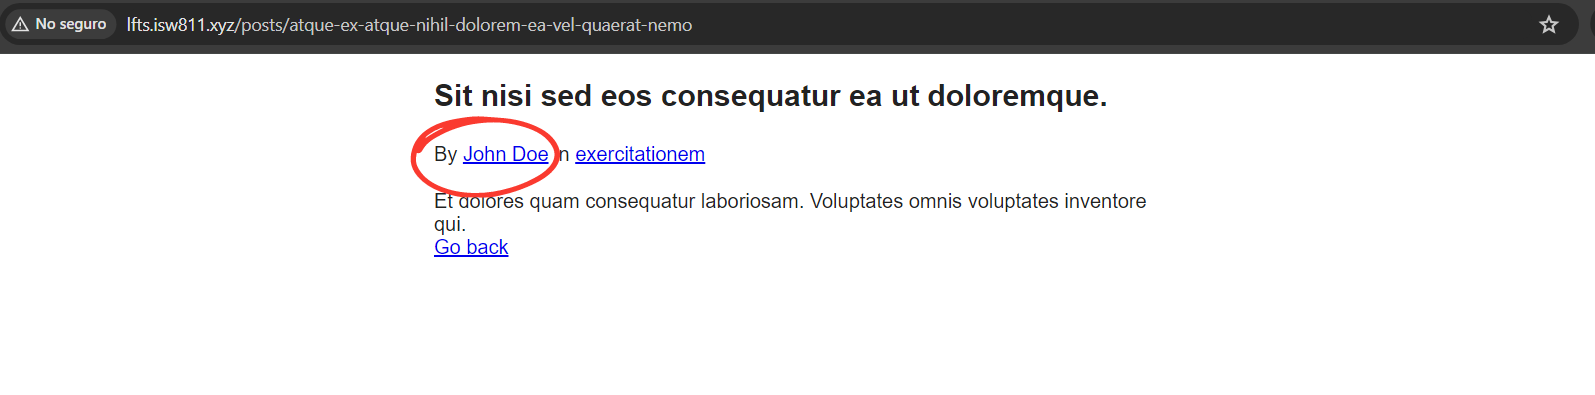 No seguro lfts.isw811.xyz/posts/atque-ex-atque-nihil-dolorem-ea-vel-quaerat-nemo
Sit nisi sed eos consequatur ea ut doloremque.
By John Doe in exercitationem
Et dolores quam consequatur laboriosam. Voluptates omnis voluptates inventore
qui.
Go back